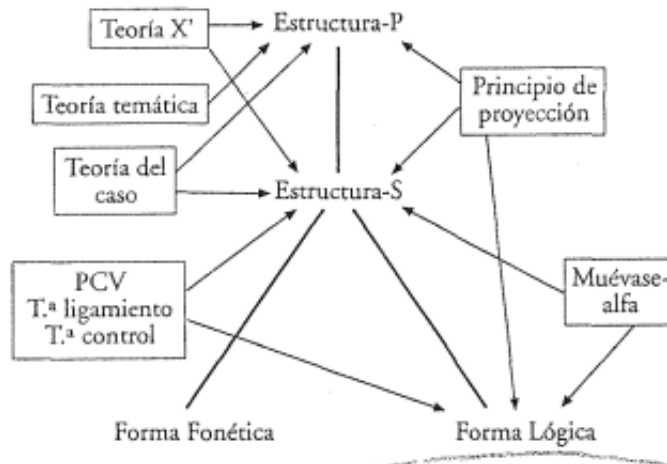 Teoría X'
Estructura-P
Teoría temática
Principio de
proyección
Teoría del
caso
Estructura-S
PCV
T.ª ligamiento
T.ª control
Muévase-
alfa
Forma Fonética
Forma Lógica